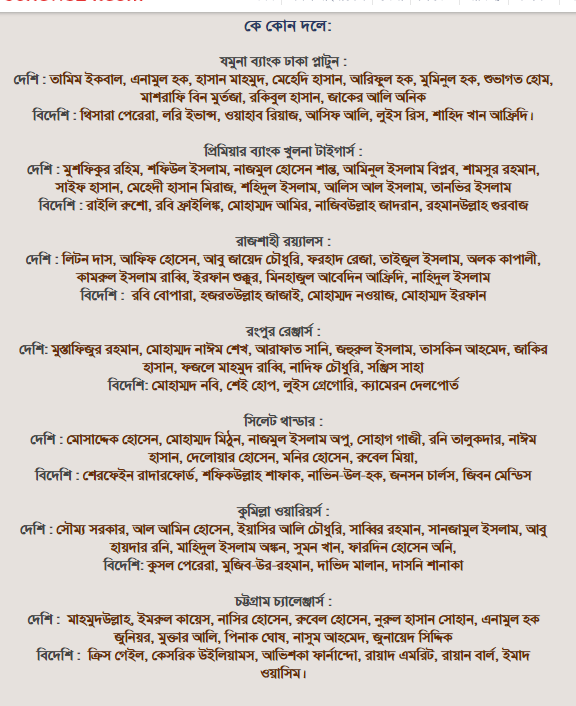 কে কোন দলে:
যমুনা ব্যাংক ঢাকা প্লাটুন :
দেশি : তামিম ইকবাল, এনামুল হক, হাসান মাহমুদ, মেহেদি হাসান, আরিফুল হক, মুমিনুল হক, শুভাগত হোম,
মাশরাফি বিন মুর্তজা, রকিবুল হাসান, জাকের আলি অনিক
বিদেশি : থিসারা পেরেরা, লরি ইভান্স, ওয়াহাব রিয়াজ, আসিফ আলি, লুইস রিস, শাহিদ খান আফ্রিদি।
প্রিমিয়ার ব্যাংক খুলনা টাইগার্স :
দেশি : মুশফিকুর রহিম, শফিউল ইসলাম, নাজমুল হোসেন শান্ত, আমিনুল ইসলাম বিপ্লব, শামসুর রহমান,
সাইফ হাসান, মেহেদী হাসান মিরাজ, শহিদুল ইসলাম, আলিস আল ইসলাম, তানভির ইসলাম
বিদেশি : রাইলি রুশো, রবি ফ্রাইলিঙ্ক, মোহাম্মদ আমির, নাজিবউল্লাহ জাদরান, রহমানউল্লাহ গুরবাজ
রাজশাহী রয়্যালস :
দেশি : লিটন দাস, আফিফ হোসেন, আবু জায়েদ চৌধুরি, ফরহাদ রেজা, তাইজুল ইসলাম, অলক কাপালী,
কামরুল ইসলাম রাব্বি, ইরফান শুক্কুর, মিনহাজুল আবেদিন আফ্রিদি, নাহিদুল ইসলাম
বিদেশি : রবি বোপারা, হজরতউল্লাহ জাজাই, মোহাম্মদ নওয়াজ, মোহাম্মদ ইরফান
রংপুর রেঞ্জার্স :
দেশি: মুস্তাফিজুর রহমান, মোহাম্মদ নাঈম শেখ, আরাফাত সানি, জহুরুল ইসলাম, তাসকিন আহমেদ, জাকির
হাসান, ফজলে মাহমুদ রাব্বি, নাদিফ চৌধুরি, সঞ্জিস সাহা
বিদেশি: মোহাম্মদ নবি, শেই হোপ, লুইস গ্রেগোরি, ক্যামেরন দেলপোর্ত
সিলেট থান্ডার :
দেশি : মোসাদ্দেক হোসেন, মোহাম্মদ মিঠুন, নাজমুল ইসলাম অপু, সোহাগ গাজী, রনি তালুকদার, নাঈম
হাসান, দেলোয়ার হোসেন, মনির হোসেন, রুবেল মিয়া,
বিদেশি : শেরফেইন রাদারফোর্ড, শফিকউল্লাহ শাফাক, নাভিন-উল-হক, জনসন চার্লস, জিবন মেন্ডিস
কুমিল্লা ওয়ারিয়র্স :
দেশি : সৌম্য সরকার, আল আমিন হোসেন, ইয়াসির আলি চৌধুরি, সাব্বির রহমান, সানজামুল ইসলাম, আবু
হায়দার রনি, মাহিদুল ইসলাম অঙ্কন, সুমন খান, ফারদিন হোসেন অনি,
বিদেশি: কুসল পেরেরা, মুজিব-উর-রহমান, দাভিদ মালান, দাসনি শানাকা
চট্টগ্রাম চ্যালেঞ্জার্স :
দেশি : মাহমুদউল্লাহ, ইমরুল কায়েস, নাসির হোসেন, রুবেল হোসেন, নুরুল হাসান সোহান, এনামুল হক
জুনিয়র, মুক্তার আলি, পিনাক ঘোষ, নাসুম আহমেদ, জুনায়েদ সিদ্দিক
বিদেশি : ক্রিস গেইল, কেসরিক উইলিয়ামস, আভিশকা ফার্নান্দো, রায়াদ এমরিট, রায়ান বার্ল, ইমাদ
ওয়াসিম।